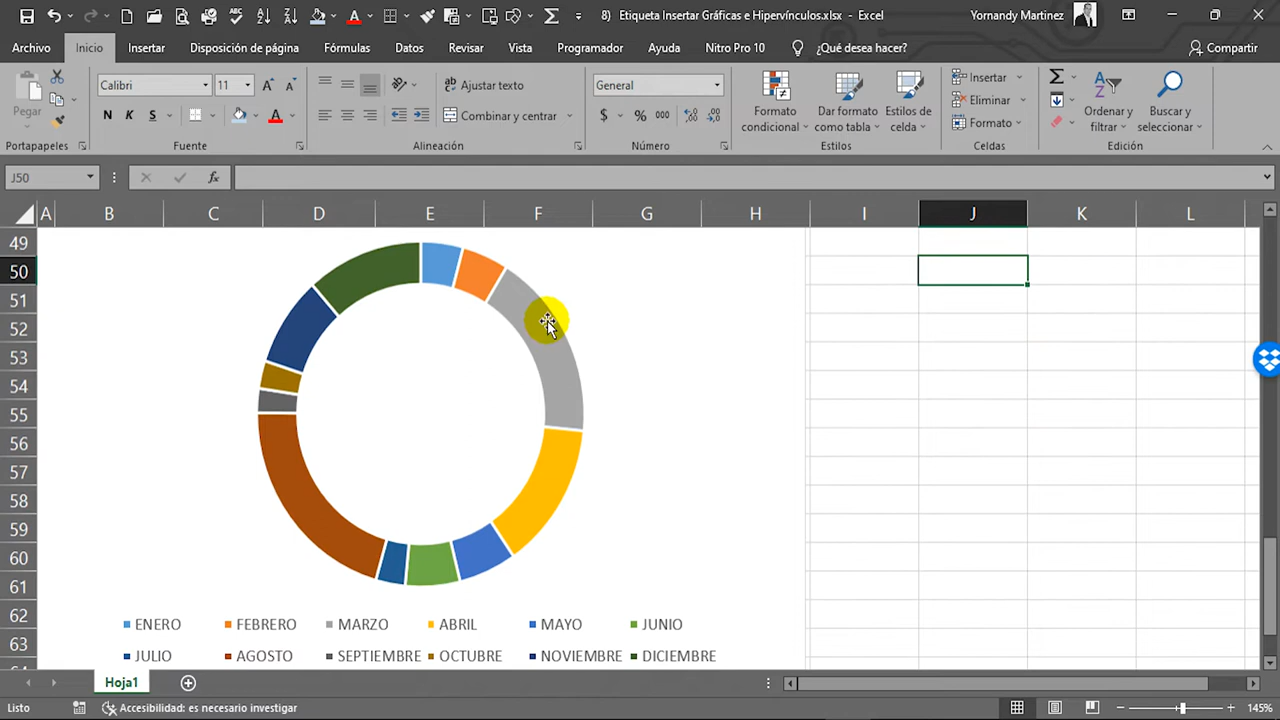 8) Etiqueta Insertar Gráficas e Hipervínculos.xlsx - Excel
Yornandy Martinez
Archivo Inicio Insertar Disposición de página Fórmulas Datos Revisar Vista Programador Ayuda Nitro Pro 10 ¿Qué desea hacer? Compartir
Pegar
Calibri 11
N K S
Ajustar texto
Combinar y centrar
General
$ % 000
Formato condicional
Dar formato como tabla
Estilos de celda
Insertar
Eliminar
Formato
Ordenar y filtrar
Buscar y seleccionar
Portapapeles Fuente Alineación Número Estilos Celdas Edición
J50 fx
A B C D E F G H I J K L
49
50
51
52
53
54
55
56
57
58
59
60
61
62
63
ENERO FEBRERO MARZO ABRIL MAYO JUNIO
JULIO AGOSTO SEPTIEMBRE OCTUBRE NOVIEMBRE DICIEMBRE
Hoja1
Listo Accesibilidad: es necesario investigar 145%